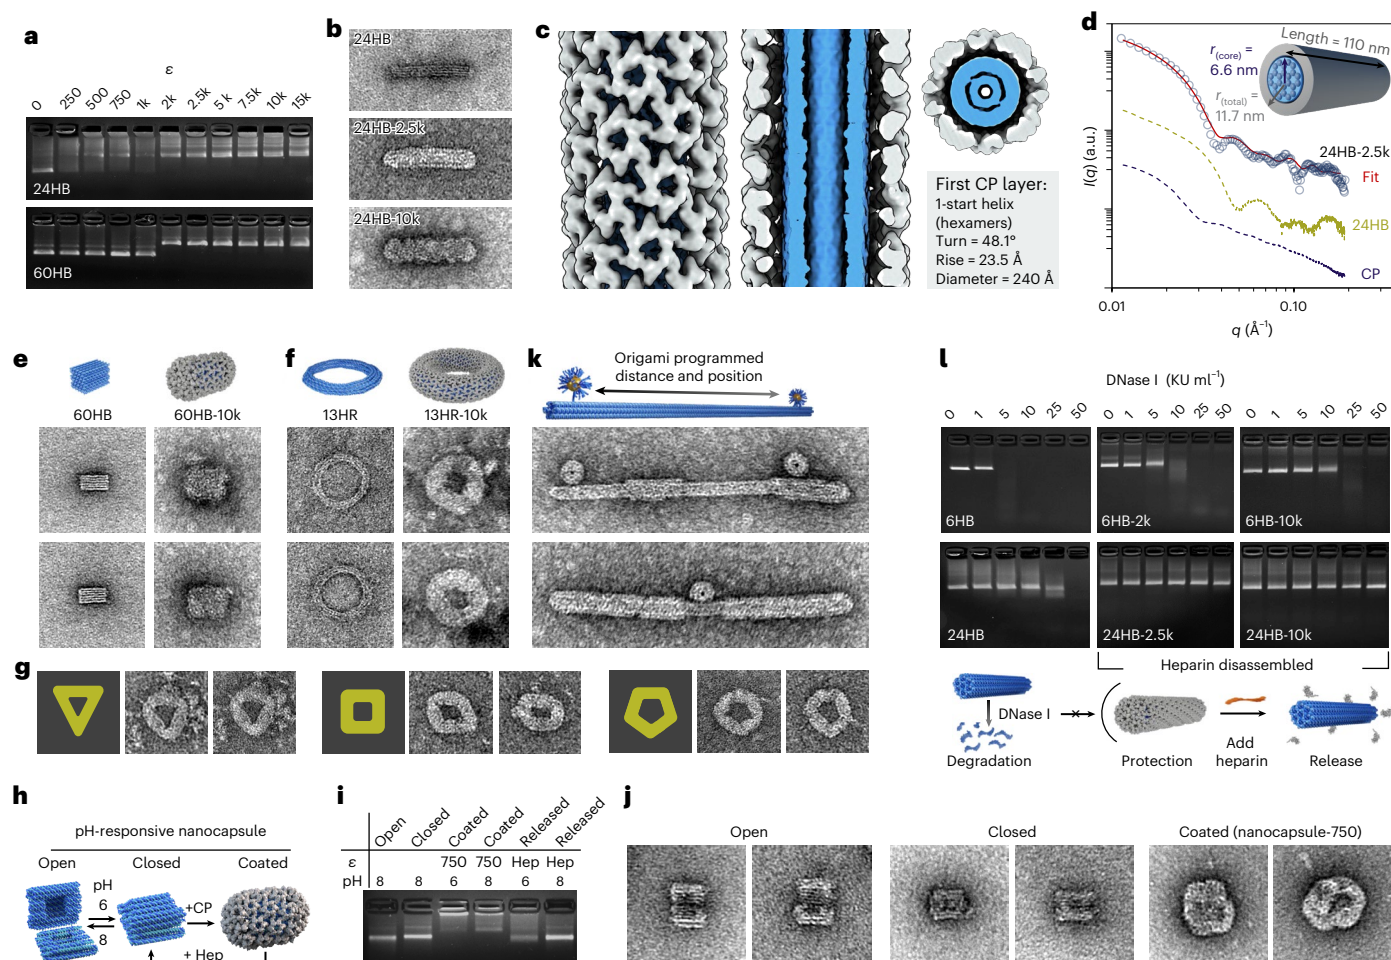 a
ε
0 250 500 750 1k 2k 2.5k 5 k 7.5k 10k 15k
24HB
60HB
b
24HB
24HB-2.5k
24HB-10k
c
First CP layer:
1-start helix
(hexamers)
Turn = 48.1°
Rise = 23.5 Å
Diameter = 240 Å
d
Length = 110 nm
r(core) =
6.6 nm
r(total) =
11.7 nm
24HB-2.5k
Fit
24HB
CP
I(q) (a.u.)
0.01 0.10
q (Å⁻¹)
e
60HB 60HB-10k
f
13HR 13HR-10k
k
Origami programmed
distance and position
l
DNase I (KU ml⁻¹)
0 1 5 10 25 50 0 1 5 10 25 50 0 1 5 10 25 50
6HB 6HB-2k 6HB-10k
24HB 24HB-2.5k 24HB-10k
Heparin disassembled
DNase I
Degradation
Protection
Add
heparin
Release
g
h
pH-responsive nanocapsule
Open Closed Coated
pH
6
8
+CP
+ Hep
i
Open Closed Coated Coated Released Released
ε 750 750 Hep Hep
pH 8 8 6 8 6 8
j
Open Closed Coated (nanocapsule-750)